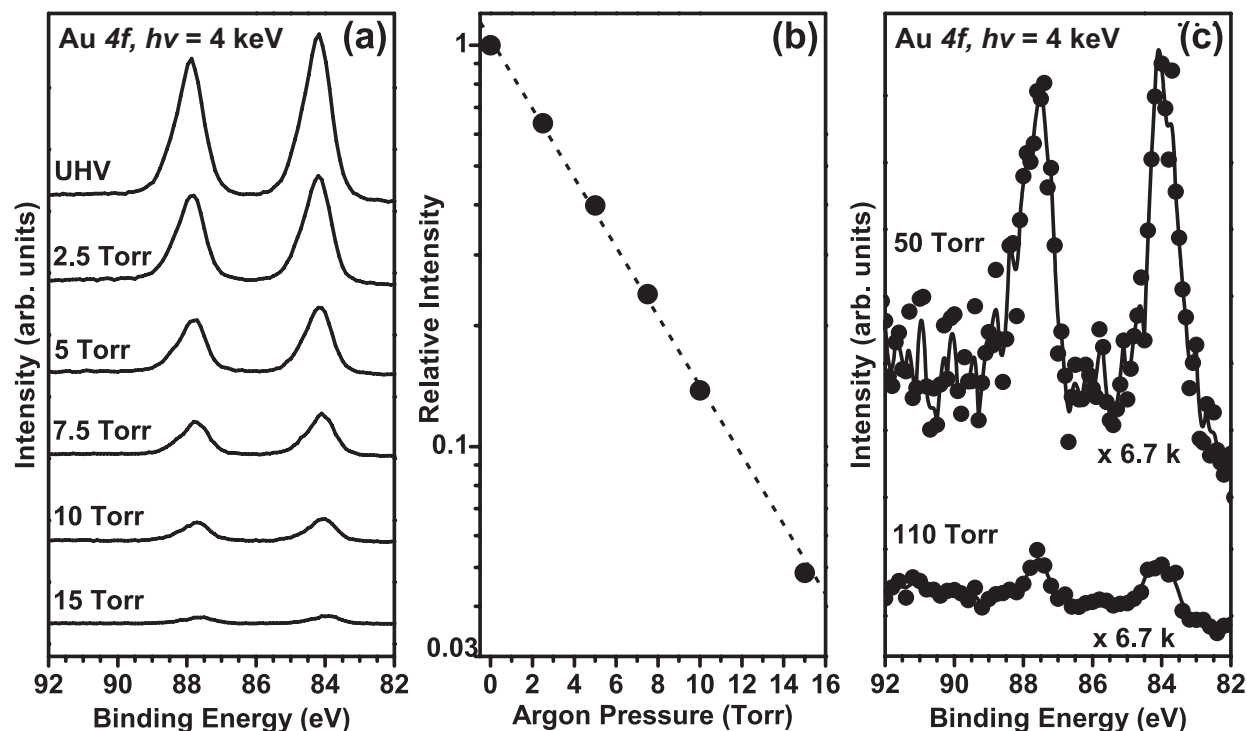 Au 4f, hν = 4 keV (a)
UHV
2.5 Torr
5 Torr
7.5 Torr
10 Torr
15 Torr
Intensity (arb. units)
92 90 88 86 84 82
Binding Energy (eV)
(b)
1
0.1
0.03
Relative Intensity
0 2 4 6 8 10 12 14 16
Argon Pressure (Torr)
Au 4f, hν = 4 keV (c)
50 Torr
x 6.7 k
110 Torr
x 6.7 k
Intensity (arb. units)
92 90 88 86 84 82
Binding Energy (eV)